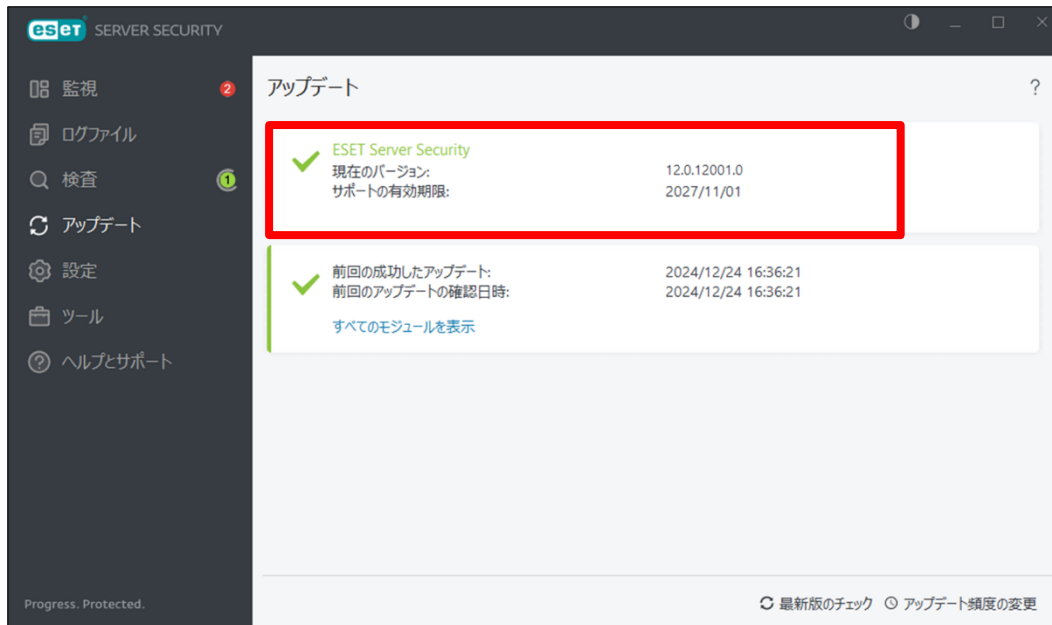 eset SERVER SECURITY
監視 2
ログファイル
検査 1
アップデート
設定
ツール
ヘルプとサポート
Progress. Protected.
アップデート ?
ESET Server Security
現在のバージョン: 12.0.12001.0
サポートの有効期限: 2027/11/01
前回の成功したアップデート: 2024/12/24 16:36:21
前回のアップデートの確認日時: 2024/12/24 16:36:21
すべてのモジュールを表示
最新版のチェック アップデート頻度の変更